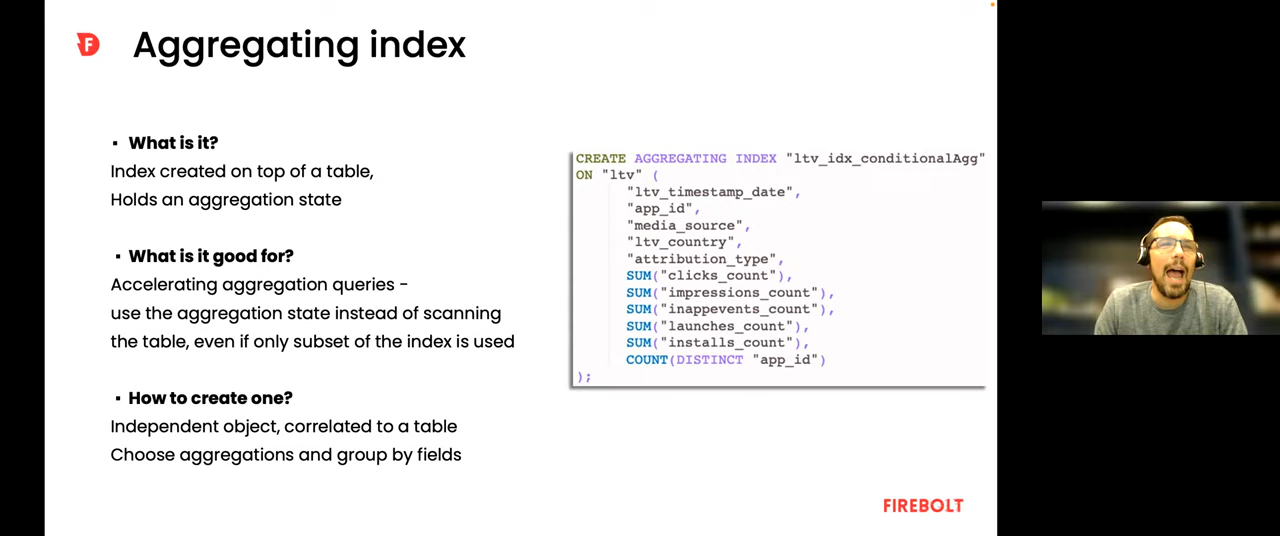 Aggregating index
▪ What is it?
Index created on top of a table,
Holds an aggregation state
▪ What is it good for?
Accelerating aggregation queries -
use the aggregation state instead of scanning
the table, even if only subset of the index is used
▪ How to create one?
Independent object, correlated to a table
Choose aggregations and group by fields
CREATE AGGREGATING INDEX "ltv_idx_conditionalAgg"
ON "ltv" (
"ltv_timestamp_date",
"app_id",
"media_source",
"ltv_country",
"attribution_type",
SUM("clicks_count"),
SUM("impressions_count"),
SUM("inappevents_count"),
SUM("launches_count"),
SUM("installs_count"),
COUNT(DISTINCT "app_id")
);
FIREBOLT